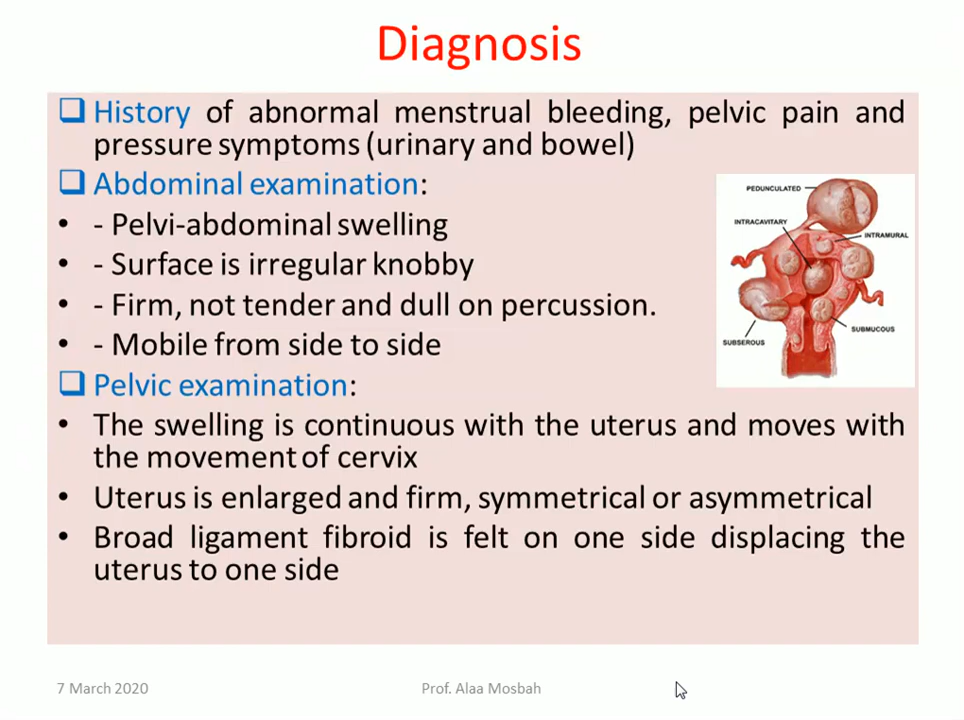 Diagnosis
History of abnormal menstrual bleeding, pelvic pain and
pressure symptoms (urinary and bowel)
Abdominal examination:
• - Pelvi-abdominal swelling
• - Surface is irregular knobby
• - Firm, not tender and dull on percussion.
• - Mobile from side to side
PEDUNCULATED
INTRACAVITARY
INTRAMURAL
SUBMUCOUS
SUBSEROUS
Pelvic examination:
• The swelling is continuous with the uterus and moves with
the movement of cervix
• Uterus is enlarged and firm, symmetrical or asymmetrical
• Broad ligament fibroid is felt on one side displacing the
uterus to one side
7 March 2020
Prof. Alaa Mosbah